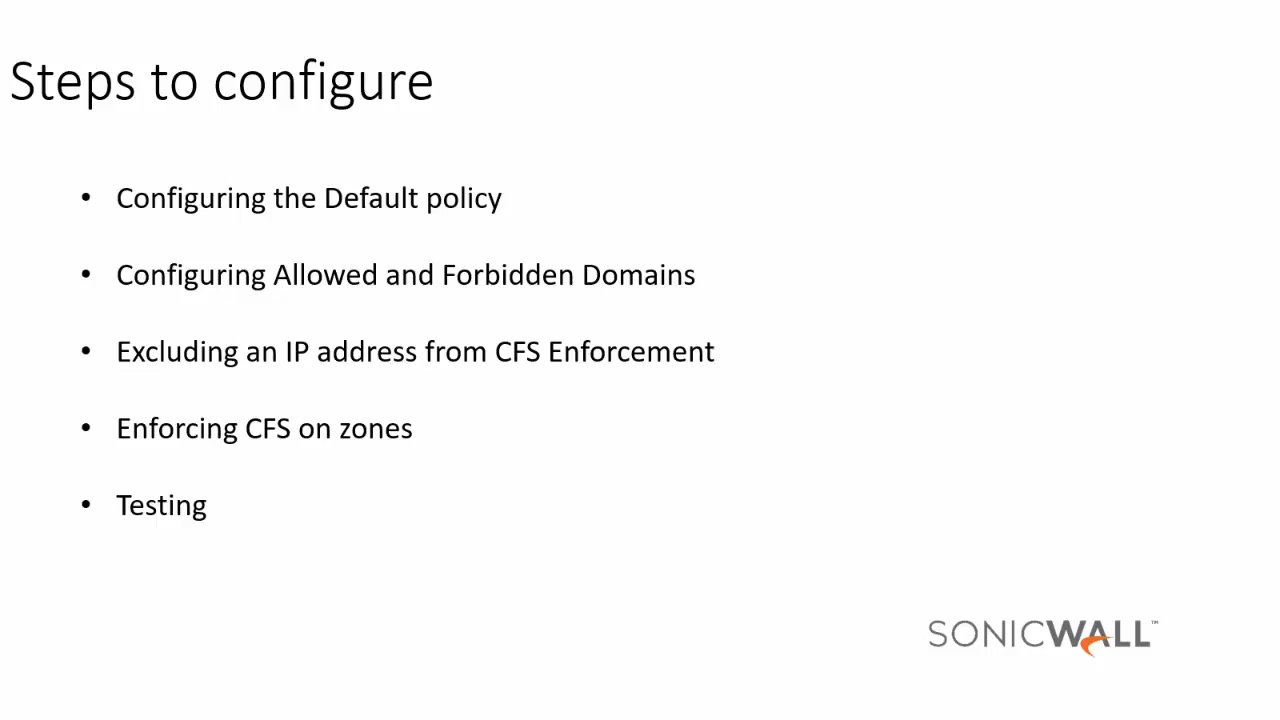 Steps to configure
• Configuring the Default policy
• Configuring Allowed and Forbidden Domains
• Excluding an IP address from CFS Enforcement
• Enforcing CFS on zones
• Testing
SONICWALL™